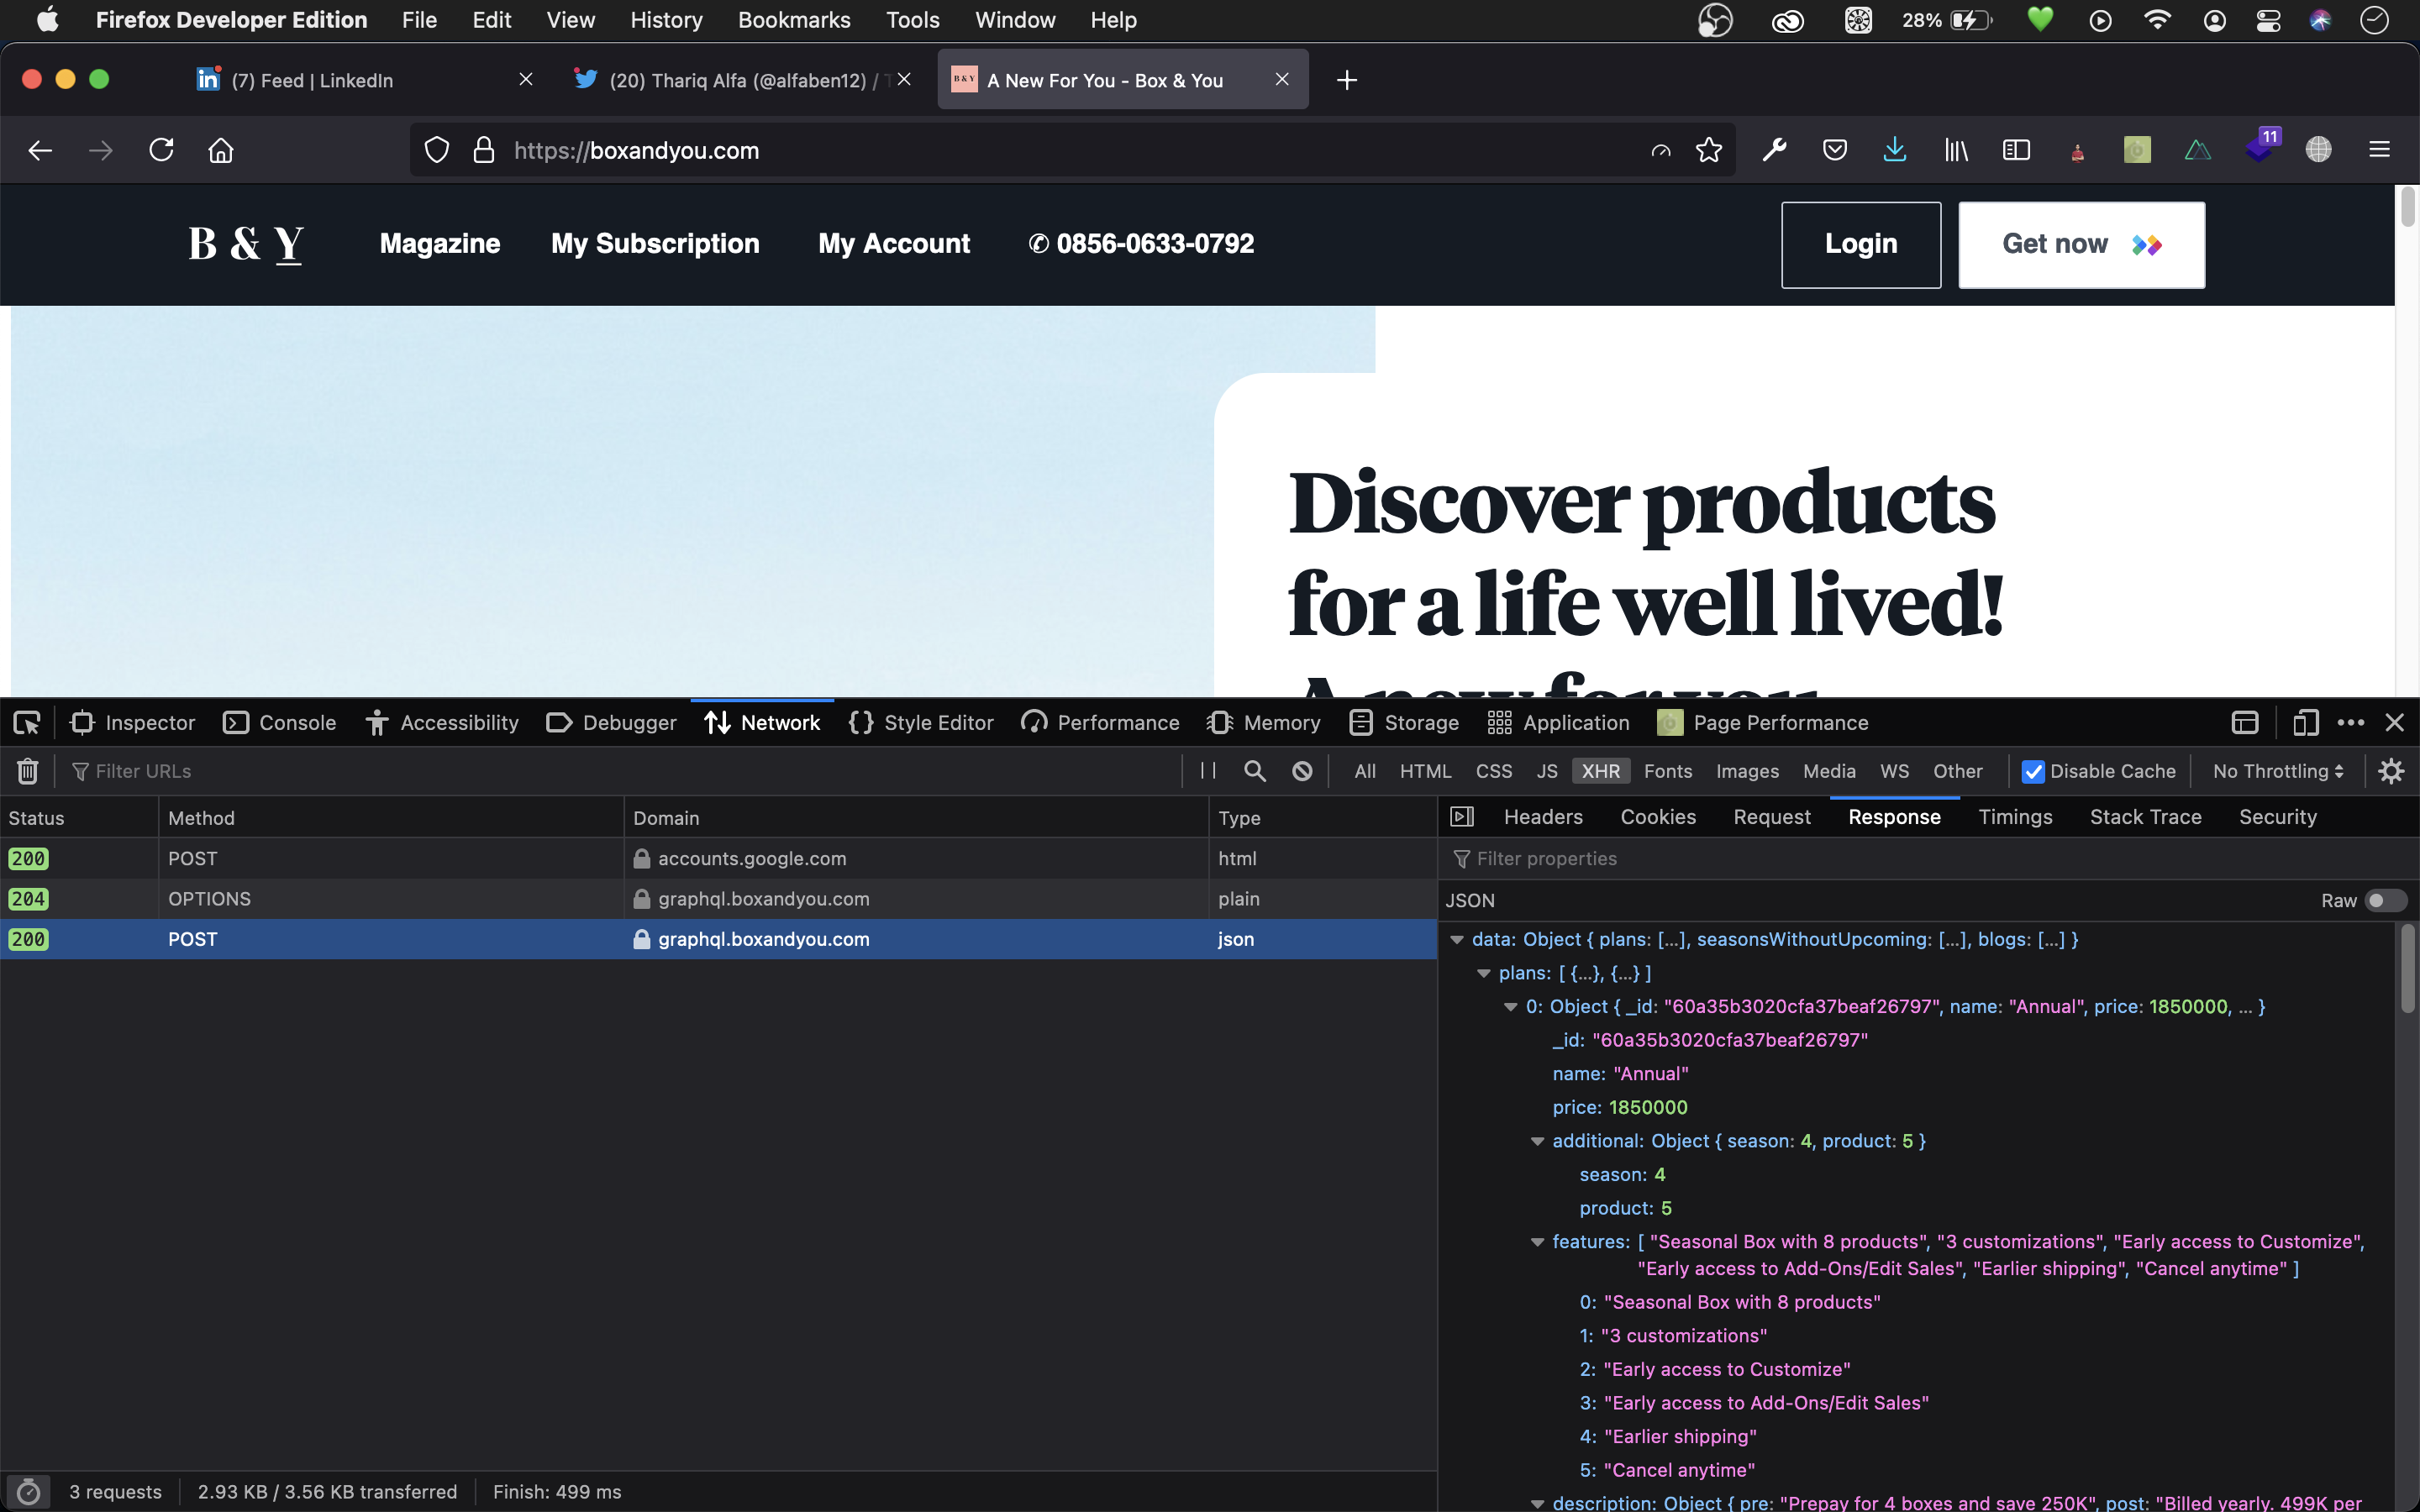 Firefox Developer Edition File Edit View History Bookmarks Tools Window Help 28%
(7) Feed | LinkedIn (20) Thariq Alfa (@alfaben12) / T A New For You - Box & You
https://boxandyou.com 11
B & Y Magazine My Subscription My Account ✆ 0856-0633-0792 Login Get now
Discover products
for a life well lived!
A new for you
Inspector Console Accessibility Debugger Network Style Editor Performance Memory Storage Application Page Performance
Filter URLs All HTML CSS JS XHR Fonts Images Media WS Other Disable Cache No Throttling
Status Method Domain Type
200 POST accounts.google.com html
204 OPTIONS graphql.boxandyou.com plain
200 POST graphql.boxandyou.com json
Headers Cookies Request Response Timings Stack Trace Security
Filter properties
JSON Raw
data: Object { plans: […], seasonsWithoutUpcoming: […], blogs: […] }
plans: [ {…}, {…} ]
0: Object { _id: "60a35b3020cfa37beaf26797", name: "Annual", price: 1850000, … }
_id: "60a35b3020cfa37beaf26797"
name: "Annual"
price: 1850000
additional: Object { season: 4, product: 5 }
season: 4
product: 5
features: [ "Seasonal Box with 8 products", "3 customizations", "Early access to Customize",
"Early access to Add-Ons/Edit Sales", "Earlier shipping", "Cancel anytime" ]
0: "Seasonal Box with 8 products"
1: "3 customizations"
2: "Early access to Customize"
3: "Early access to Add-Ons/Edit Sales"
4: "Earlier shipping"
5: "Cancel anytime"
description: Object { pre: "Prepay for 4 boxes and save 250K", post: "Billed yearly. 499K per
3 requests 2.93 KB / 3.56 KB transferred Finish: 499 ms